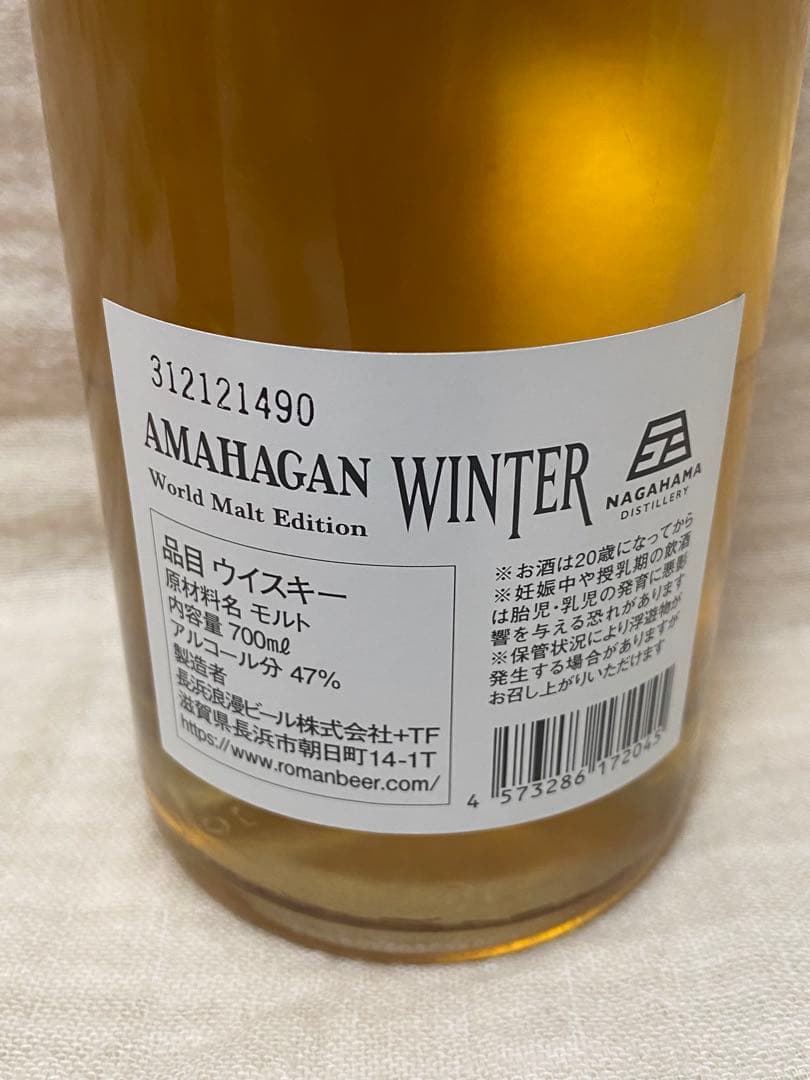 312121490
AMAHAGAN WINTER
World Malt Edition
NAGAHAMA
DISTILLERY
品目 ウイスキー
原材料名 モルト
内容量 700mℓ
アルコール分 47%
製造者
長浜浪漫ビール株式会社+TF
滋賀県長浜市朝日町14-1T
https://www.romanbeer.com/
※お酒は20歳になってから
※妊娠中や授乳期の飲酒
は胎児・乳児の発育に悪影
響を与える恐れがあります
※保管状況により浮遊物が
発生する場合がありますが
お召し上がりいただけます
4 573286 172045